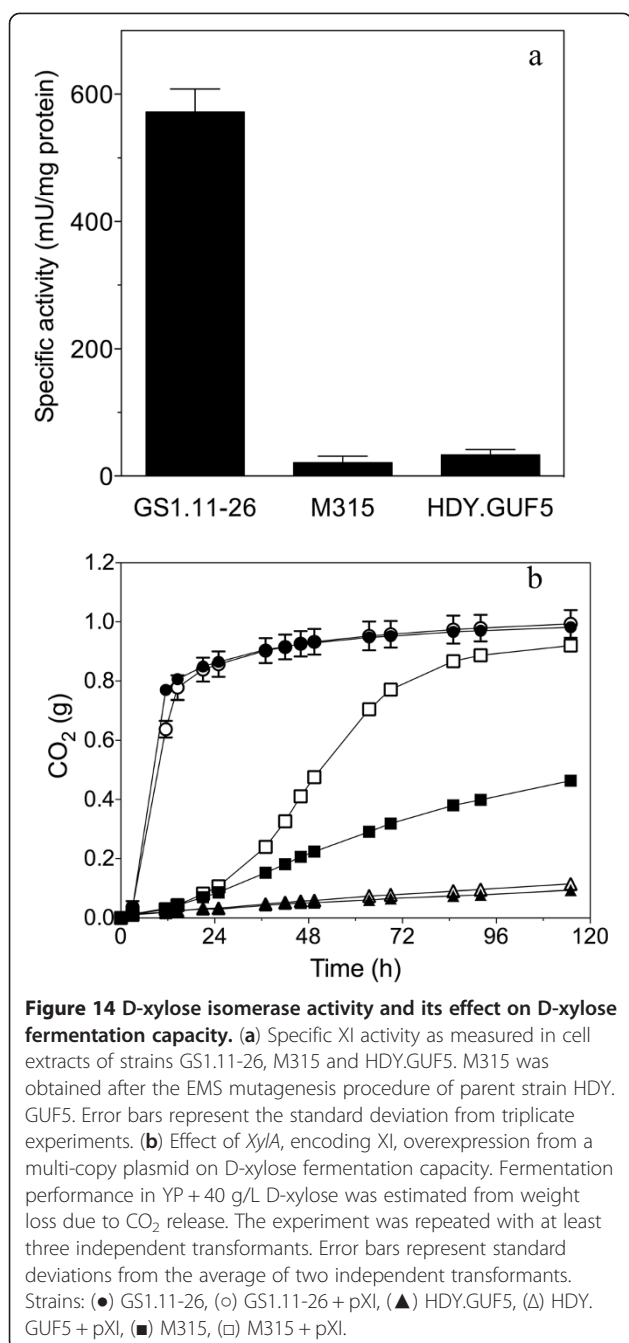 a
Specific activity (mU/mg protein)
600
400
200
0
GS1.11-26 M315 HDY.GUF5
b
CO2 (g)
1.2
1.0
0.8
0.6
0.4
0.2
0.0
0 24 48 72 96 120
Time (h)
Figure 14 D-xylose isomerase activity and its effect on D-xylose
fermentation capacity. (a) Specific XI activity as measured in cell
extracts of strains GS1.11-26, M315 and HDY.GUF5. M315 was
obtained after the EMS mutagenesis procedure of parent strain HDY.
GUF5. Error bars represent the standard deviation from triplicate
experiments. (b) Effect of XylA, encoding XI, overexpression from a
multi-copy plasmid on D-xylose fermentation capacity. Fermentation
performance in YP + 40 g/L D-xylose was estimated from weight
loss due to CO2 release. The experiment was repeated with at least
three independent transformants. Error bars represent standard
deviations from the average of two independent transformants.
Strains: (●) GS1.11-26, (○) GS1.11-26 + pXI, (▲) HDY.GUF5, (Δ) HDY.
GUF5 + pXI, (■) M315, (□) M315 + pXI.